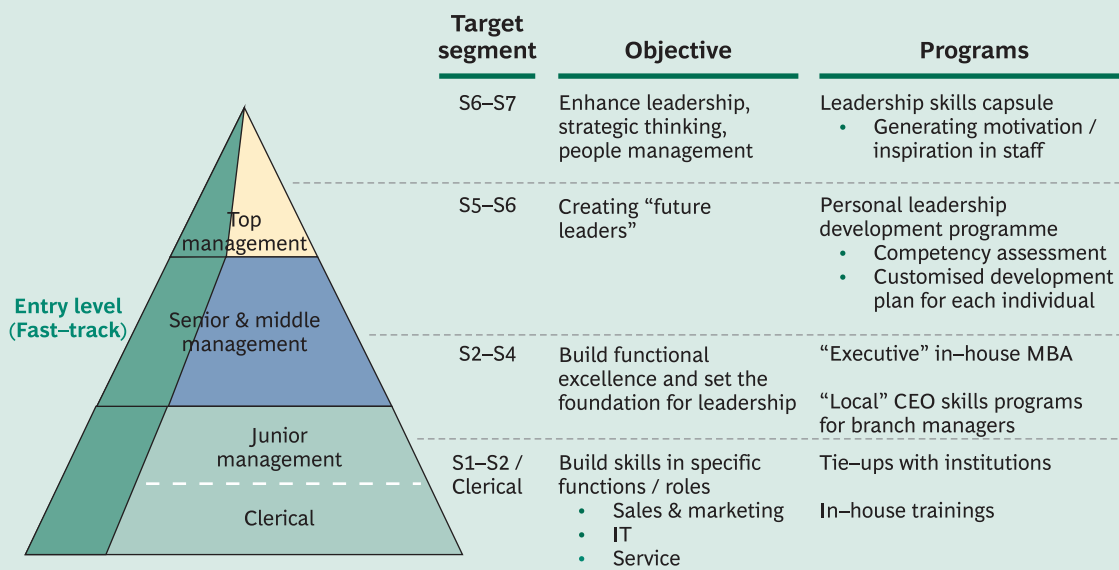 Target
segment
Objective
Programs
S6–S7
Enhance leadership,
strategic thinking,
people management
Leadership skills capsule
• Generating motivation /
inspiration in staff
S5–S6
Creating “future
leaders”
Personal leadership
development programme
• Competency assessment
• Customised development
plan for each individual
S2–S4
Build functional
excellence and set the
foundation for leadership
“Executive” in–house MBA
“Local” CEO skills programs
for branch managers
S1–S2 /
Clerical
Build skills in specific
functions / roles
• Sales & marketing
• IT
• Service
Tie–ups with institutions
In–house trainings
Top
management
Entry level
(Fast–track)
Senior & middle
management
Junior
management
Clerical